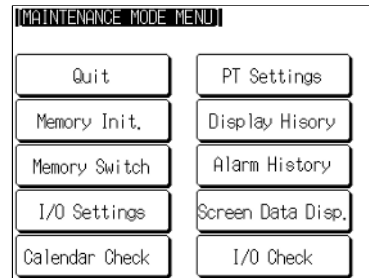 [MAINTENANCE MODE MENU]
Quit
PT Settings
Memory Init.
Display Hisory
Memory Switch
Alarm History
I/O Settings
Screen Data Disp.
Calendar Check
I/O Check